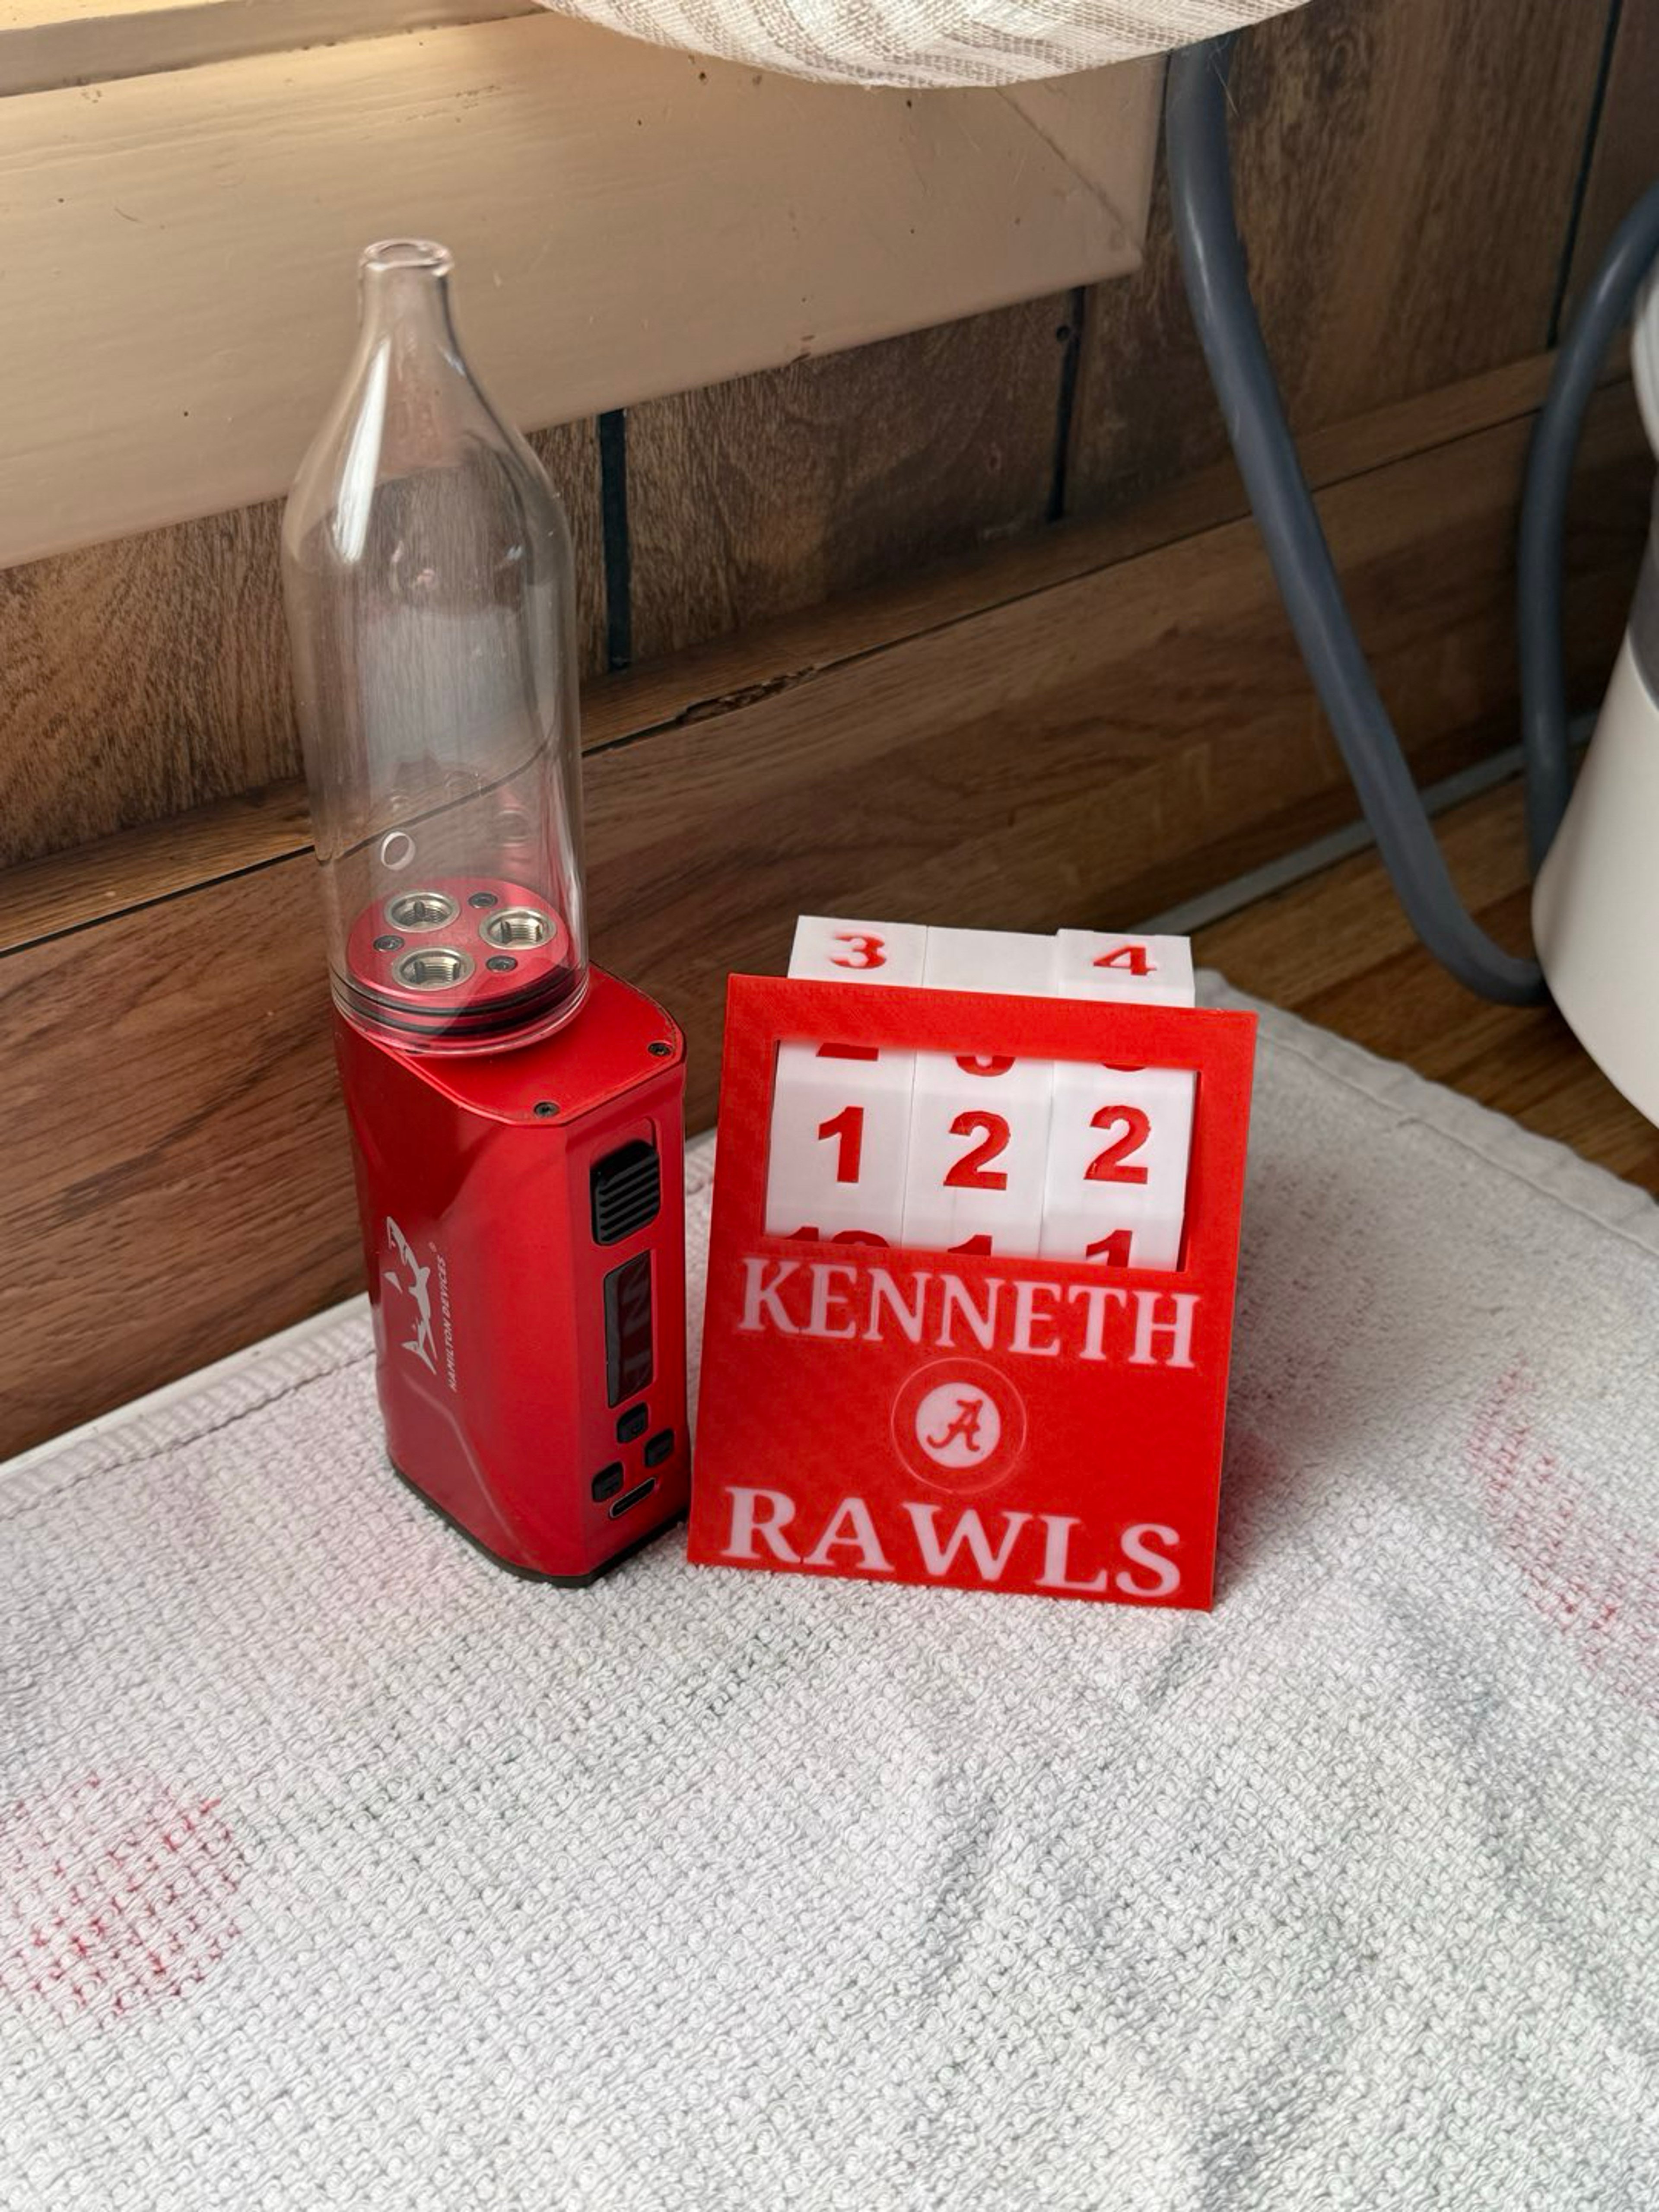 HAMILTON DEVICES®
3 4
1 2 2
KENNETH
A
RAWLS